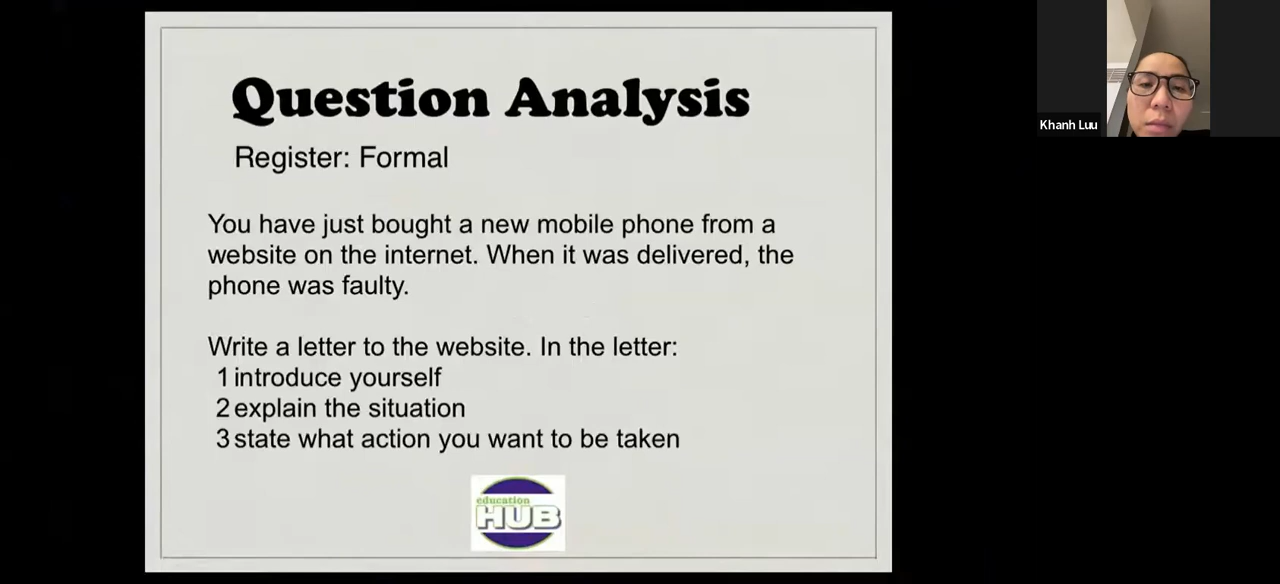 Question Analysis
Register: Formal
You have just bought a new mobile phone from a
website on the internet. When it was delivered, the
phone was faulty.
Write a letter to the website. In the letter:
1 introduce yourself
2 explain the situation
3 state what action you want to be taken
education
HUB
Khanh Luu